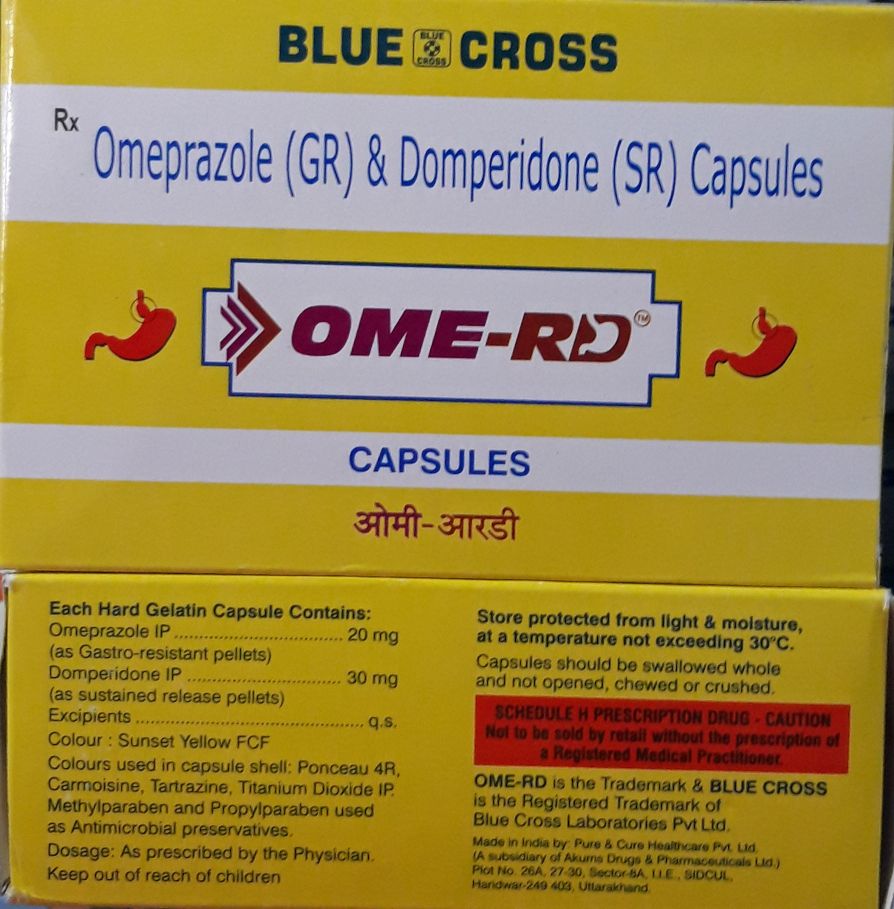 BLUE BLUE CROSS CROSS
Rx
Omeprazole (GR) & Domperidone (SR) Capsules
OME-RD™
CAPSULES
ओमी-आरडी
Each Hard Gelatin Capsule Contains:
Omeprazole IP ................................. 20 mg
(as Gastro-resistant pellets)
Domperidone IP .............................. 30 mg
(as sustained release pellets)
Excipients ............................................ q.s.
Colour : Sunset Yellow FCF
Colours used in capsule shell: Ponceau 4R,
Carmoisine, Tartrazine, Titanium Dioxide IP.
Methylparaben and Propylparaben used
as Antimicrobial preservatives.
Dosage: As prescribed by the Physician.
Keep out of reach of children
Store protected from light & moisture,
at a temperature not exceeding 30°C.
Capsules should be swallowed whole
and not opened, chewed or crushed.
SCHEDULE H PRESCRIPTION DRUG - CAUTION
Not to be sold by retail without the prescription of
a Registered Medical Practitioner.
OME-RD is the Trademark & BLUE CROSS
is the Registered Trademark of
Blue Cross Laboratories Pvt Ltd.
Made in India by: Pure & Cure Healthcare Pvt. Ltd.
(A subsidiary of Akums Drugs & Pharmaceuticals Ltd.)
Plot No. 26A, 27-30, Sector-8A, I.I.E., SIDCUL,
Haridwar-249 403, Uttarakhand.